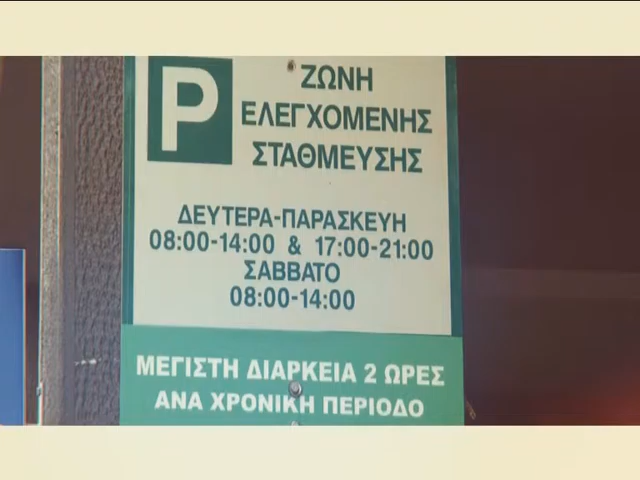 P
ΖΩΝΗ
ΕΛΕΓΧΟΜΕΝΗΣ
ΣΤΑΘΜΕΥΣΗΣ
ΔΕΥΤΕΡΑ-ΠΑΡΑΣΚΕΥΗ
08:00-14:00 & 17:00-21:00
ΣΑΒΒΑΤΟ
08:00-14:00
ΜΕΓΙΣΤΗ ΔΙΑΡΚΕΙΑ 2 ΩΡΕΣ
ΑΝΑ ΧΡΟΝΙΚΗ ΠΕΡΙΟΔΟ